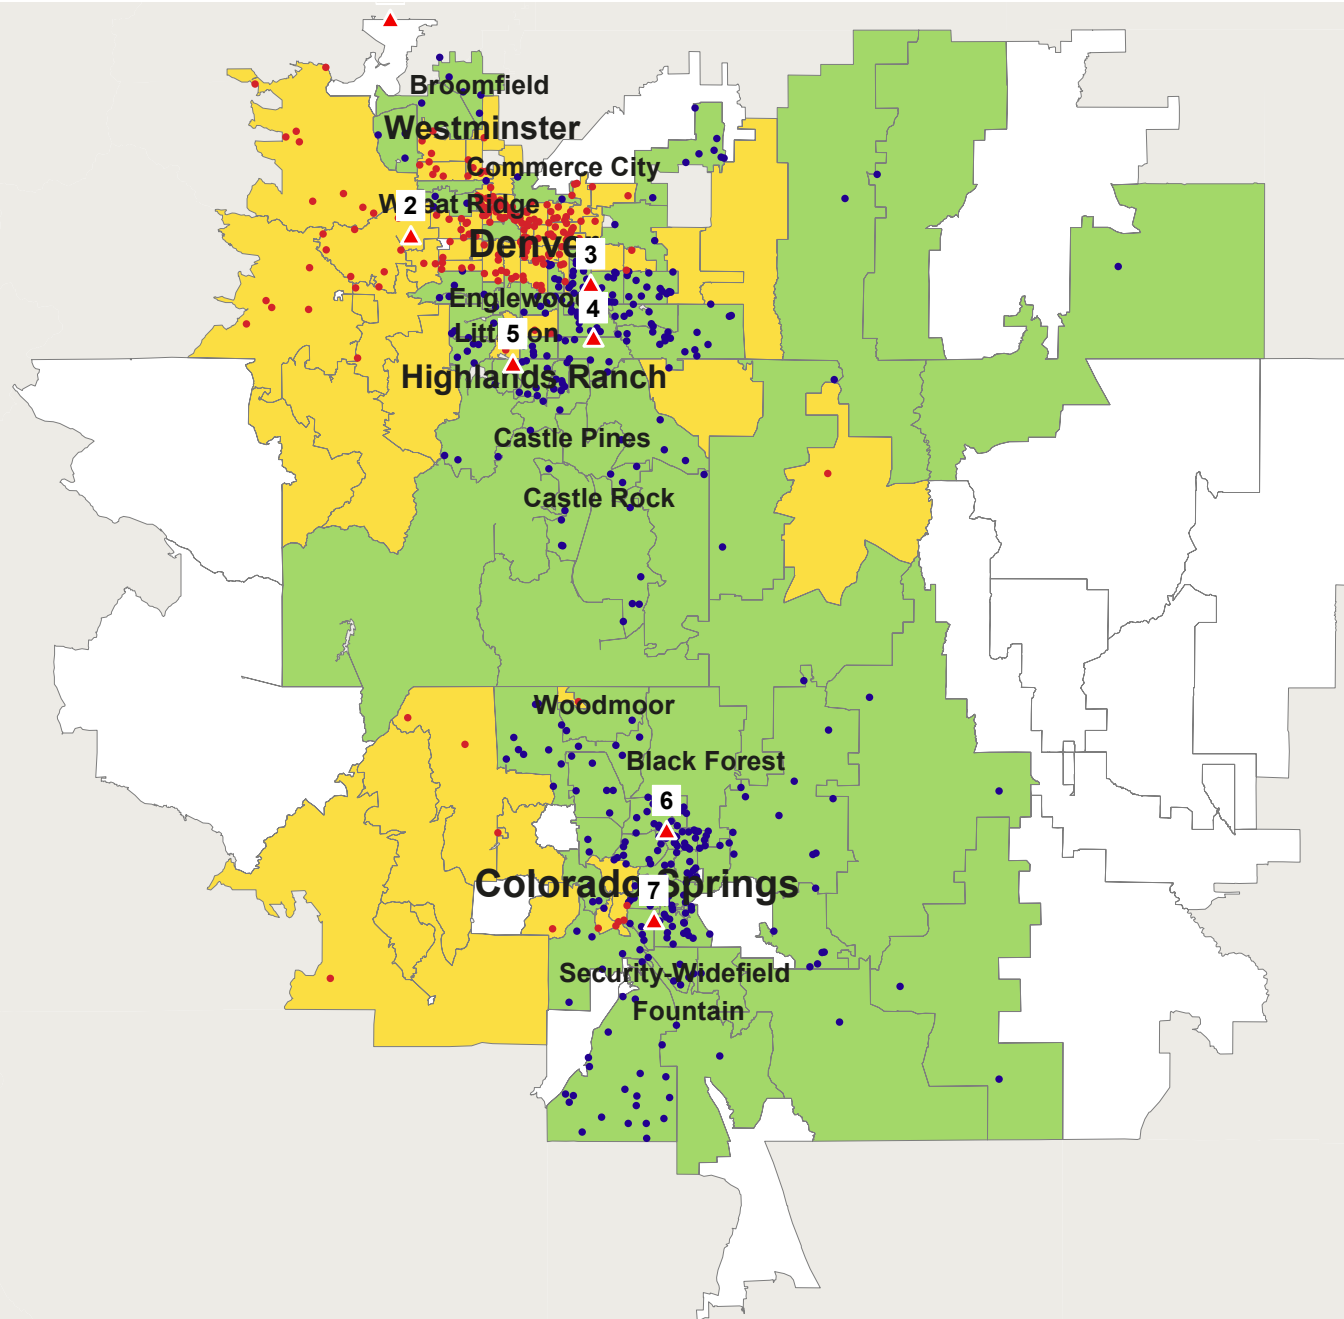 Broomfield
Westminster
Commerce City
Wheat Ridge
2
Denver
3
Englewood
4
Littleton
5
Highlands Ranch
Castle Pines
Castle Rock
Woodmoor
Black Forest
6
Colorado Springs
7
Security-Widefield
Fountain